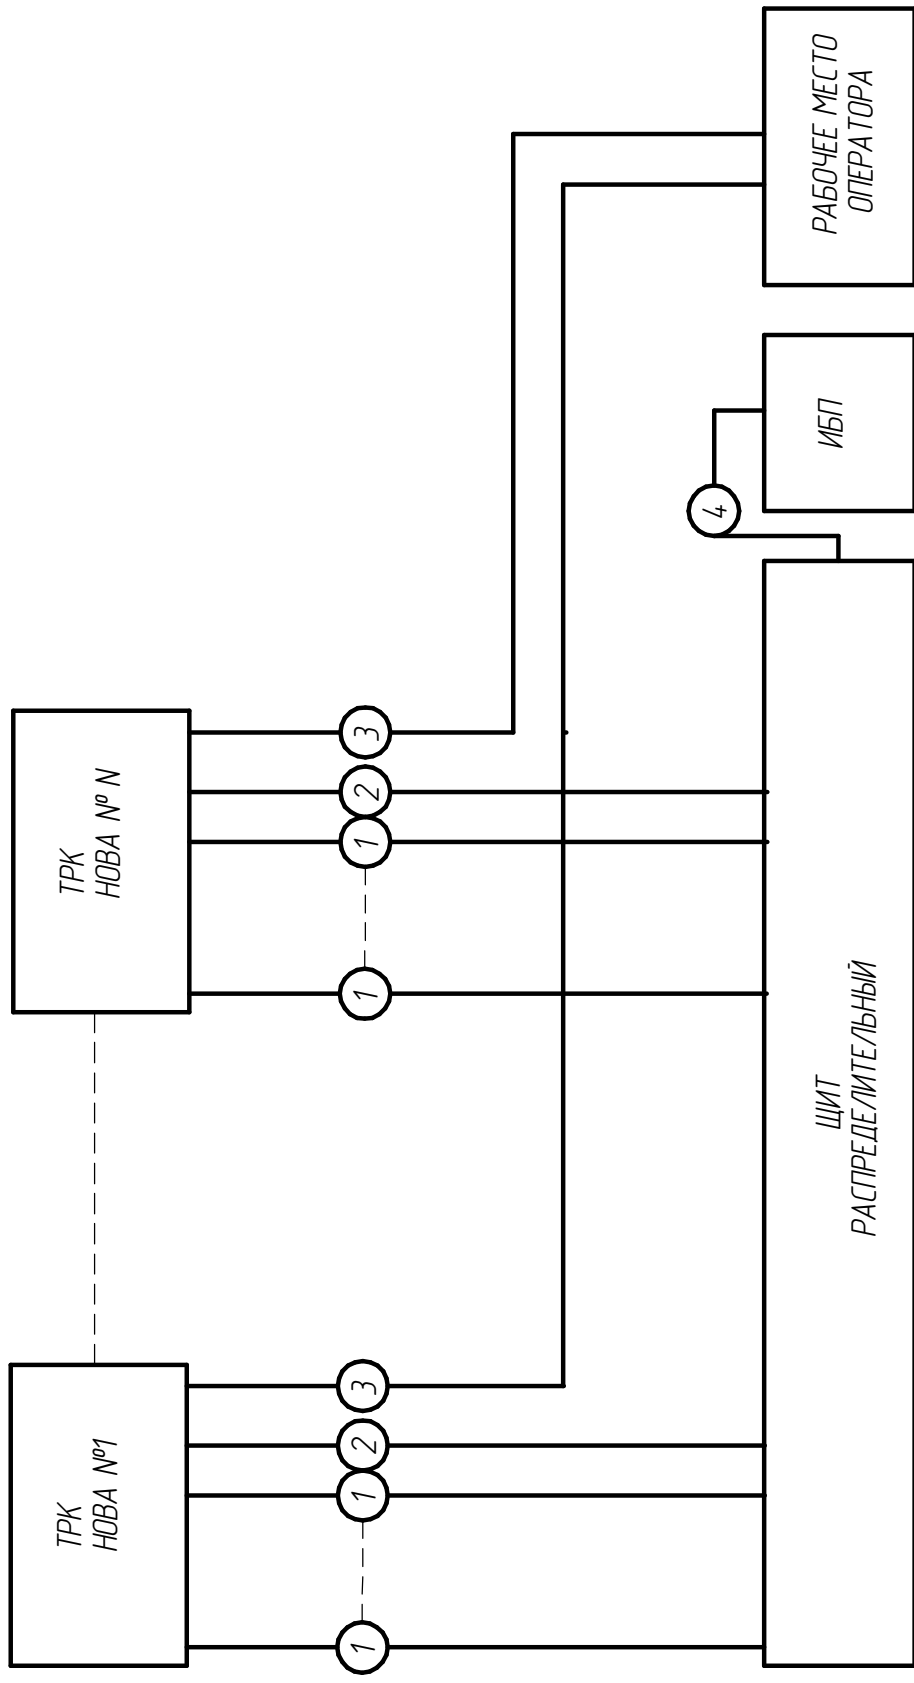 ТРК
НОВА №1
1
1
2
3
ТРК
НОВА № N
1
1
2
3
4
ЩИТ
РАСПРЕДЕЛИТЕЛЬНЫЙ
ИБП
РАБОЧЕЕ МЕСТО
ОПЕРАТОРА